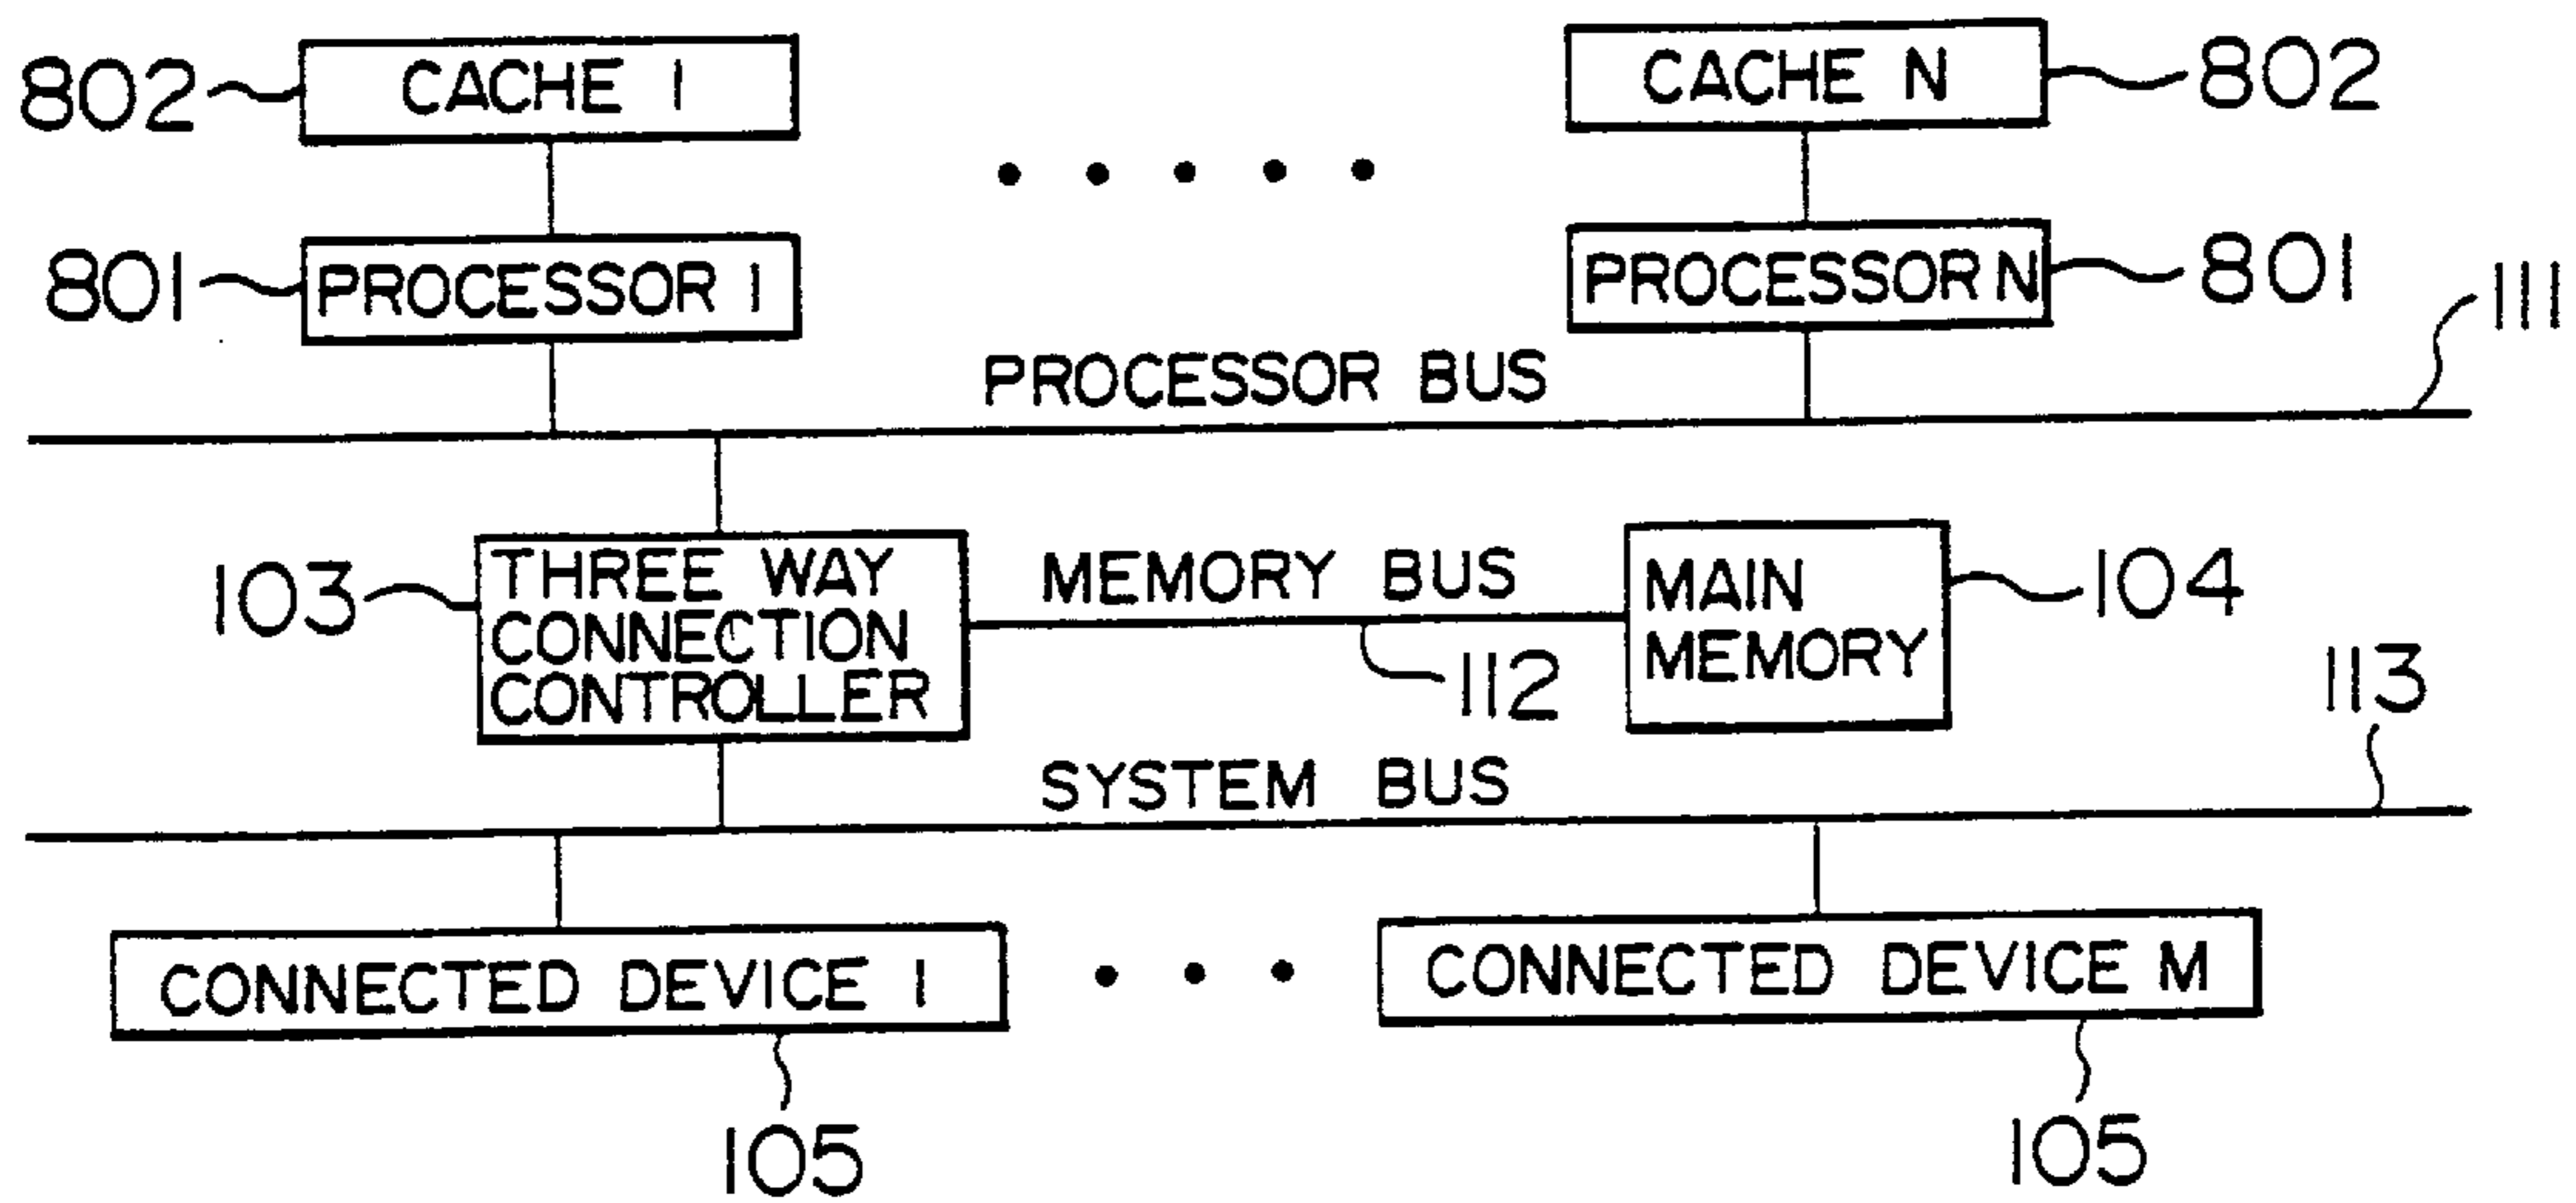 802 CACHE 1 CACHE N 802
801 PROCESSOR 1 PROCESSOR N 801
111
PROCESSOR BUS
103 THREE WAY
CONNECTION
CONTROLLER
MEMORY BUS
112
MAIN
MEMORY
104
113
SYSTEM BUS
CONNECTED DEVICE 1 CONNECTED DEVICE M
105 105